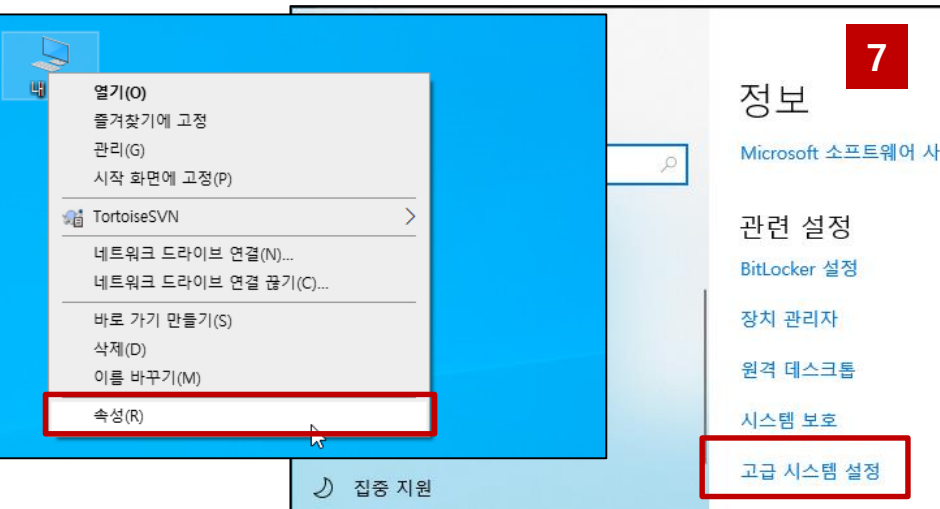 내
열기(O)
즐겨찾기에 고정
관리(G)
시작 화면에 고정(P)
TortoiseSVN
네트워크 드라이브 연결(N)...
네트워크 드라이브 연결 끊기(C)...
바로 가기 만들기(S)
삭제(D)
이름 바꾸기(M)
속성(R)
집중 지원
7
정보
Microsoft 소프트웨어 사
관련 설정
BitLocker 설정
장치 관리자
원격 데스크톱
시스템 보호
고급 시스템 설정